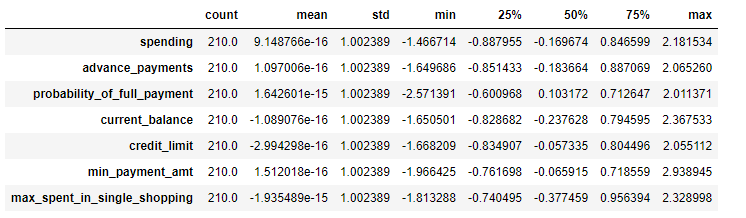 count mean std min 25% 50% 75% max
spending 210.0 9.148766e-16 1.002389 -1.466714 -0.887955 -0.169674 0.846599 2.181534
advance_payments 210.0 1.097006e-16 1.002389 -1.649686 -0.851433 -0.183664 0.887069 2.065260
probability_of_full_payment 210.0 1.642601e-15 1.002389 -2.571391 -0.600968 0.103172 0.712647 2.011371
current_balance 210.0 -1.089076e-16 1.002389 -1.650501 -0.828682 -0.237628 0.794595 2.367533
credit_limit 210.0 -2.994298e-16 1.002389 -1.668209 -0.834907 -0.057335 0.804496 2.055112
min_payment_amt 210.0 1.512018e-16 1.002389 -1.966425 -0.761698 -0.065915 0.718559 2.938945
max_spent_in_single_shopping 210.0 -1.935489e-15 1.002389 -1.813288 -0.740495 -0.377459 0.956394 2.328998